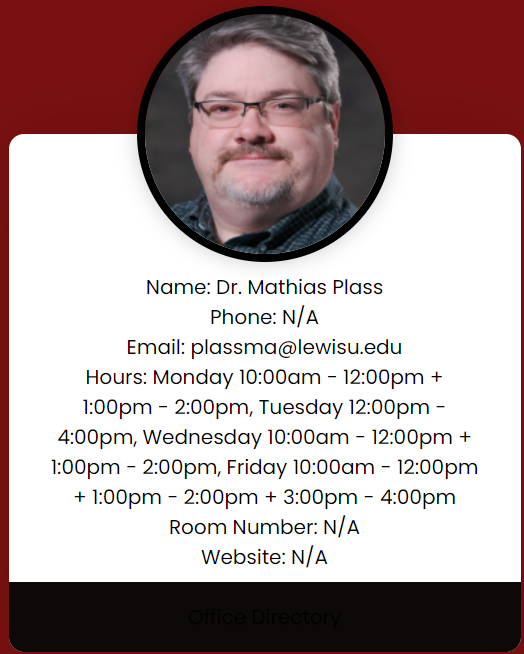 Name: Dr. Mathias Plass
Phone: N/A
Email: plassma@lewisu.edu
Hours: Monday 10:00am - 12:00pm +
1:00pm - 2:00pm, Tuesday 12:00pm -
4:00pm, Wednesday 10:00am - 12:00pm +
1:00pm - 2:00pm, Friday 10:00am - 12:00pm
+ 1:00pm - 2:00pm + 3:00pm - 4:00pm
Room Number: N/A
Website: N/A
Office Directory